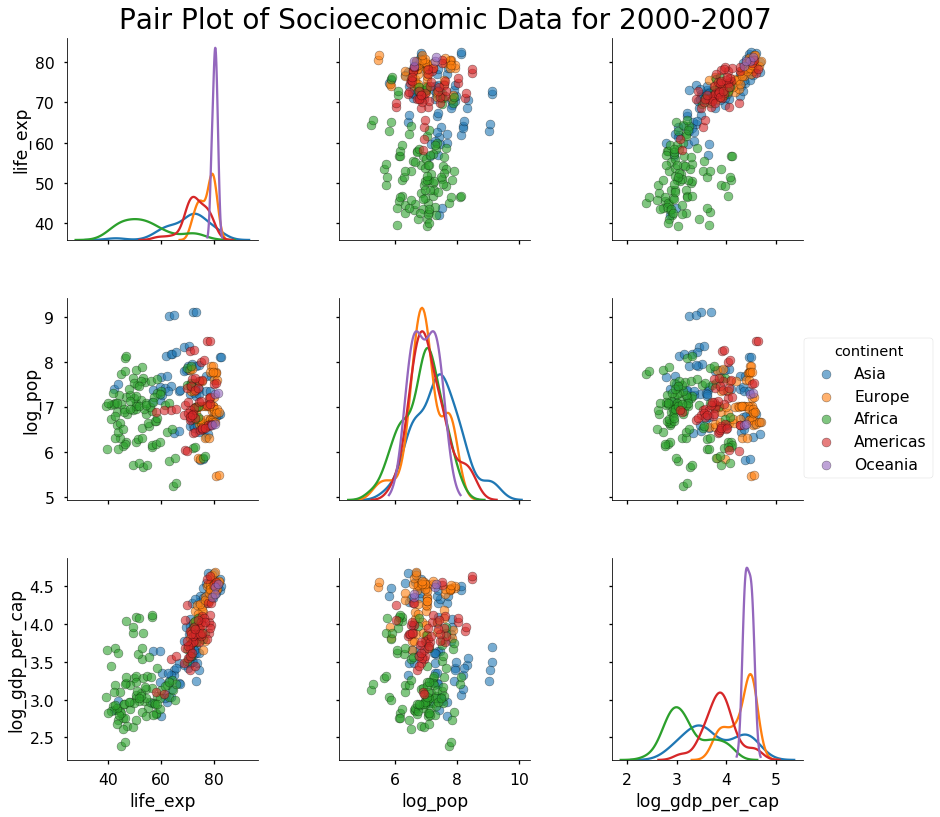 Pair Plot of Socioeconomic Data for 2000-2007
80
70
60
50
40
life_exp
9
8
7
6
5
log_pop
continent
Asia
Europe
Africa
Americas
Oceania
4.5
4.0
3.5
3.0
2.5
log_gdp_per_cap
40 60 80
6 8 10
2 3 4 5
life_exp
log_pop
log_gdp_per_cap